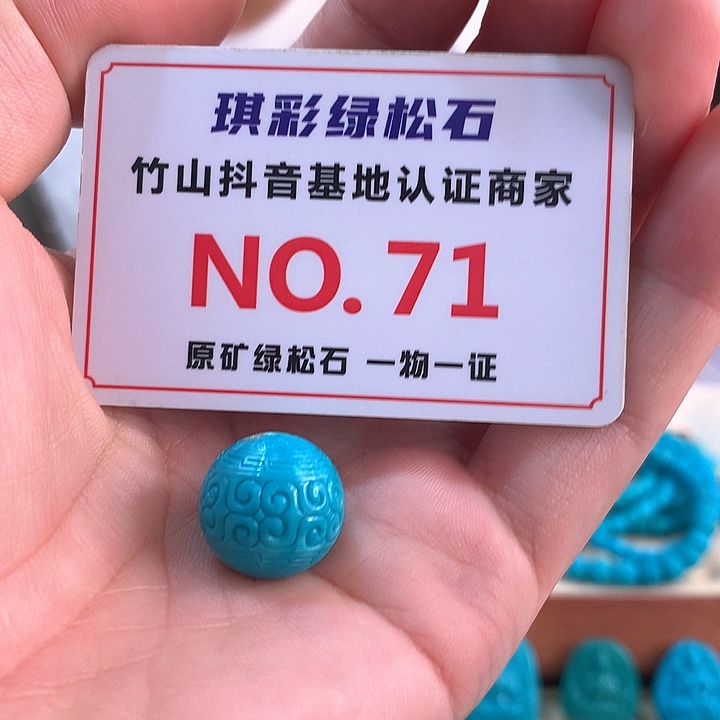 琪彩绿松石
竹山抖音基地认证商家
NO.71
原矿绿松石 一物一证